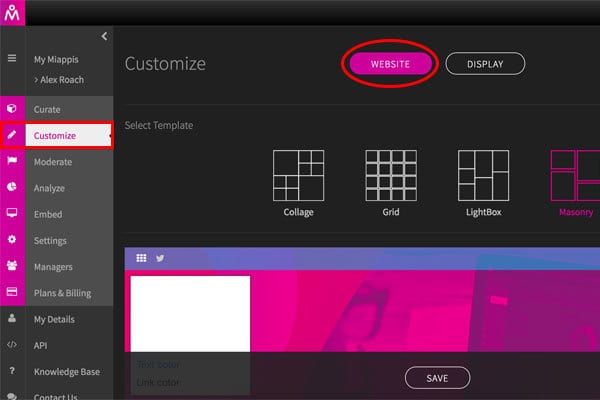 My Miappis
> Alex Roach
Curate
Customize
Moderate
Analyze
Embed
Settings
Managers
Plans & Billing
My Details
API
Knowledge Base
Contact Us
Customize
WEBSITE
DISPLAY
Select Template
Collage
Grid
LightBox
Masonry
Text color
Link color
SAVE